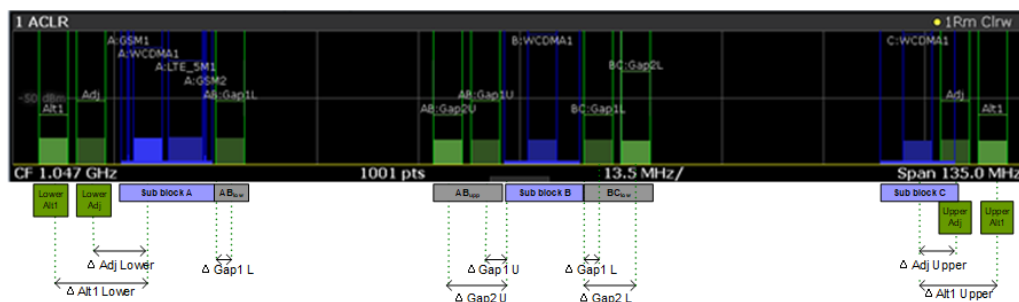 1 ACLR
1Rm Clrw
A:GSM1
A:WCDMA1
A:LTE_5M1
A:GSM2
AB:Gap1L
B:WCDMA1
BC:Gap2L
C:WCDMA1
-50 dBm
Alt1
Adj
AB:Gap2U
AB:Gap1U
BC:Gap1L
Adj
Alt1
CF 1.047 GHz
1001 pts
13.5 MHz/
Span 135.0 MHz
Lower Alt1
Lower Adj
Sub block A
ABlow
ABupp
Sub block B
BClow
Sub block C
Upper Adj
Upper Alt1
Δ Adj Lower
Δ Gap1 L
Δ Gap1 U
Δ Gap1 L
Δ Adj Upper
Δ Alt1 Lower
Δ Gap2 U
Δ Gap2 L
Δ Alt1 Upper